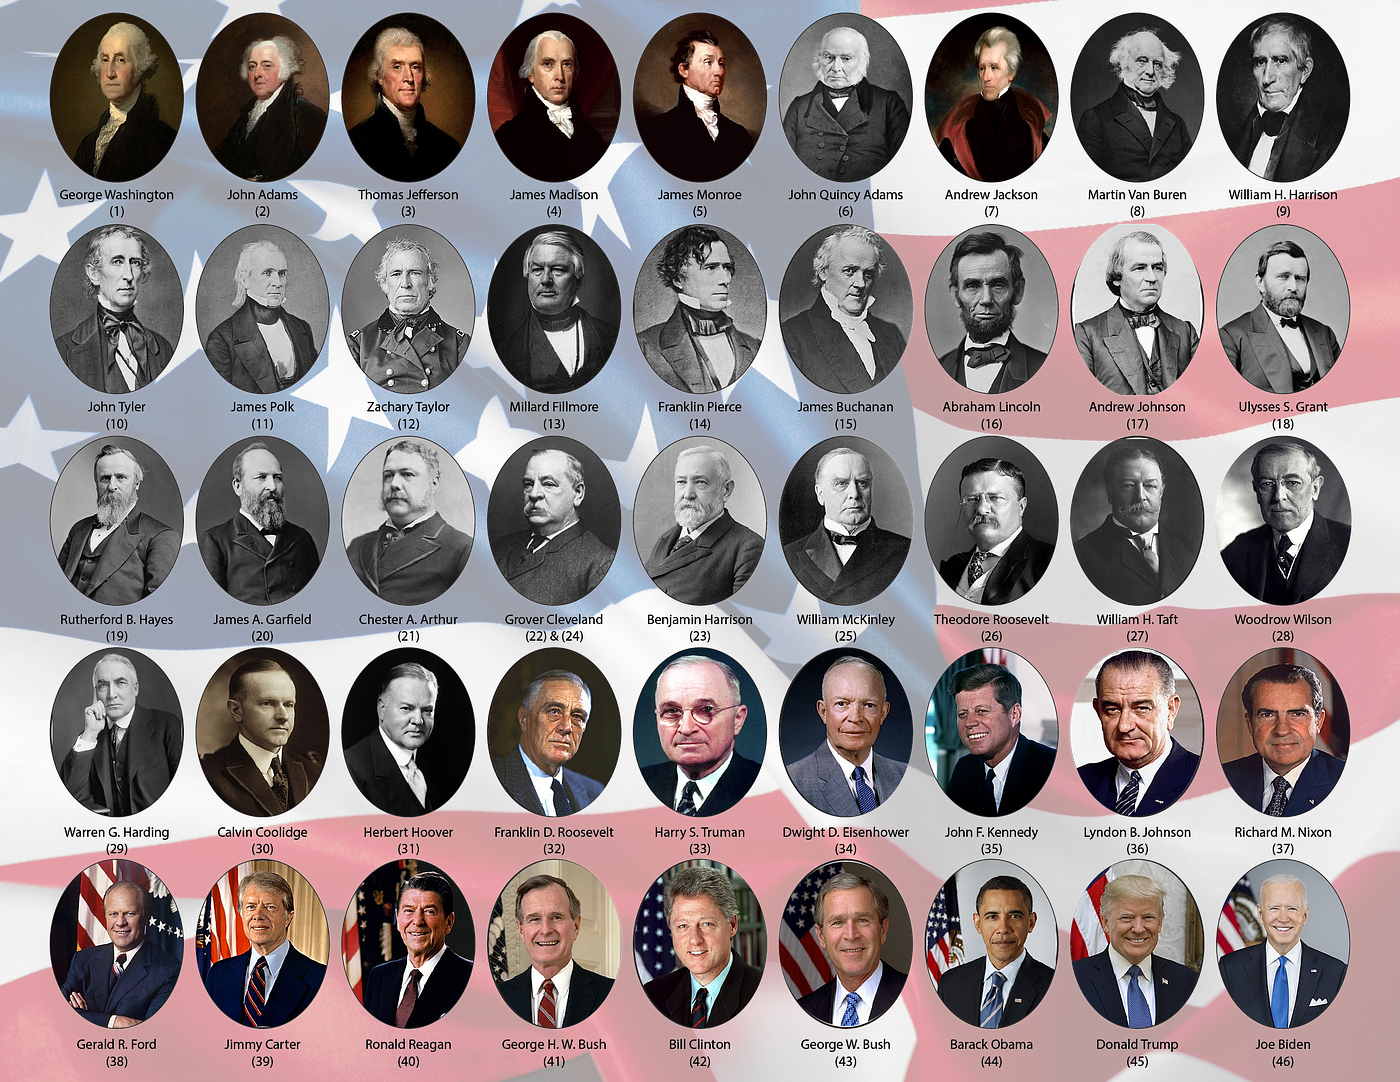 George Washington
(1)
John Adams
(2)
Thomas Jefferson
(3)
James Madison
(4)
James Monroe
(5)
John Quincy Adams
(6)
Andrew Jackson
(7)
Martin Van Buren
(8)
William H. Harrison
(9)
John Tyler
(10)
James Polk
(11)
Zachary Taylor
(12)
Millard Fillmore
(13)
Franklin Pierce
(14)
James Buchanan
(15)
Abraham Lincoln
(16)
Andrew Johnson
(17)
Ulysses S. Grant
(18)
Rutherford B. Hayes
(19)
James A. Garfield
(20)
Chester A. Arthur
(21)
Grover Cleveland
(22) & (24)
Benjamin Harrison
(23)
William McKinley
(25)
Theodore Roosevelt
(26)
William H. Taft
(27)
Woodrow Wilson
(28)
Warren G. Harding
(29)
Calvin Coolidge
(30)
Herbert Hoover
(31)
Franklin D. Roosevelt
(32)
Harry S. Truman
(33)
Dwight D. Eisenhower
(34)
John F. Kennedy
(35)
Lyndon B. Johnson
(36)
Richard M. Nixon
(37)
Gerald R. Ford
(38)
Jimmy Carter
(39)
Ronald Reagan
(40)
George H. W. Bush
(41)
Bill Clinton
(42)
George W. Bush
(43)
Barack Obama
(44)
Donald Trump
(45)
Joe Biden
(46)